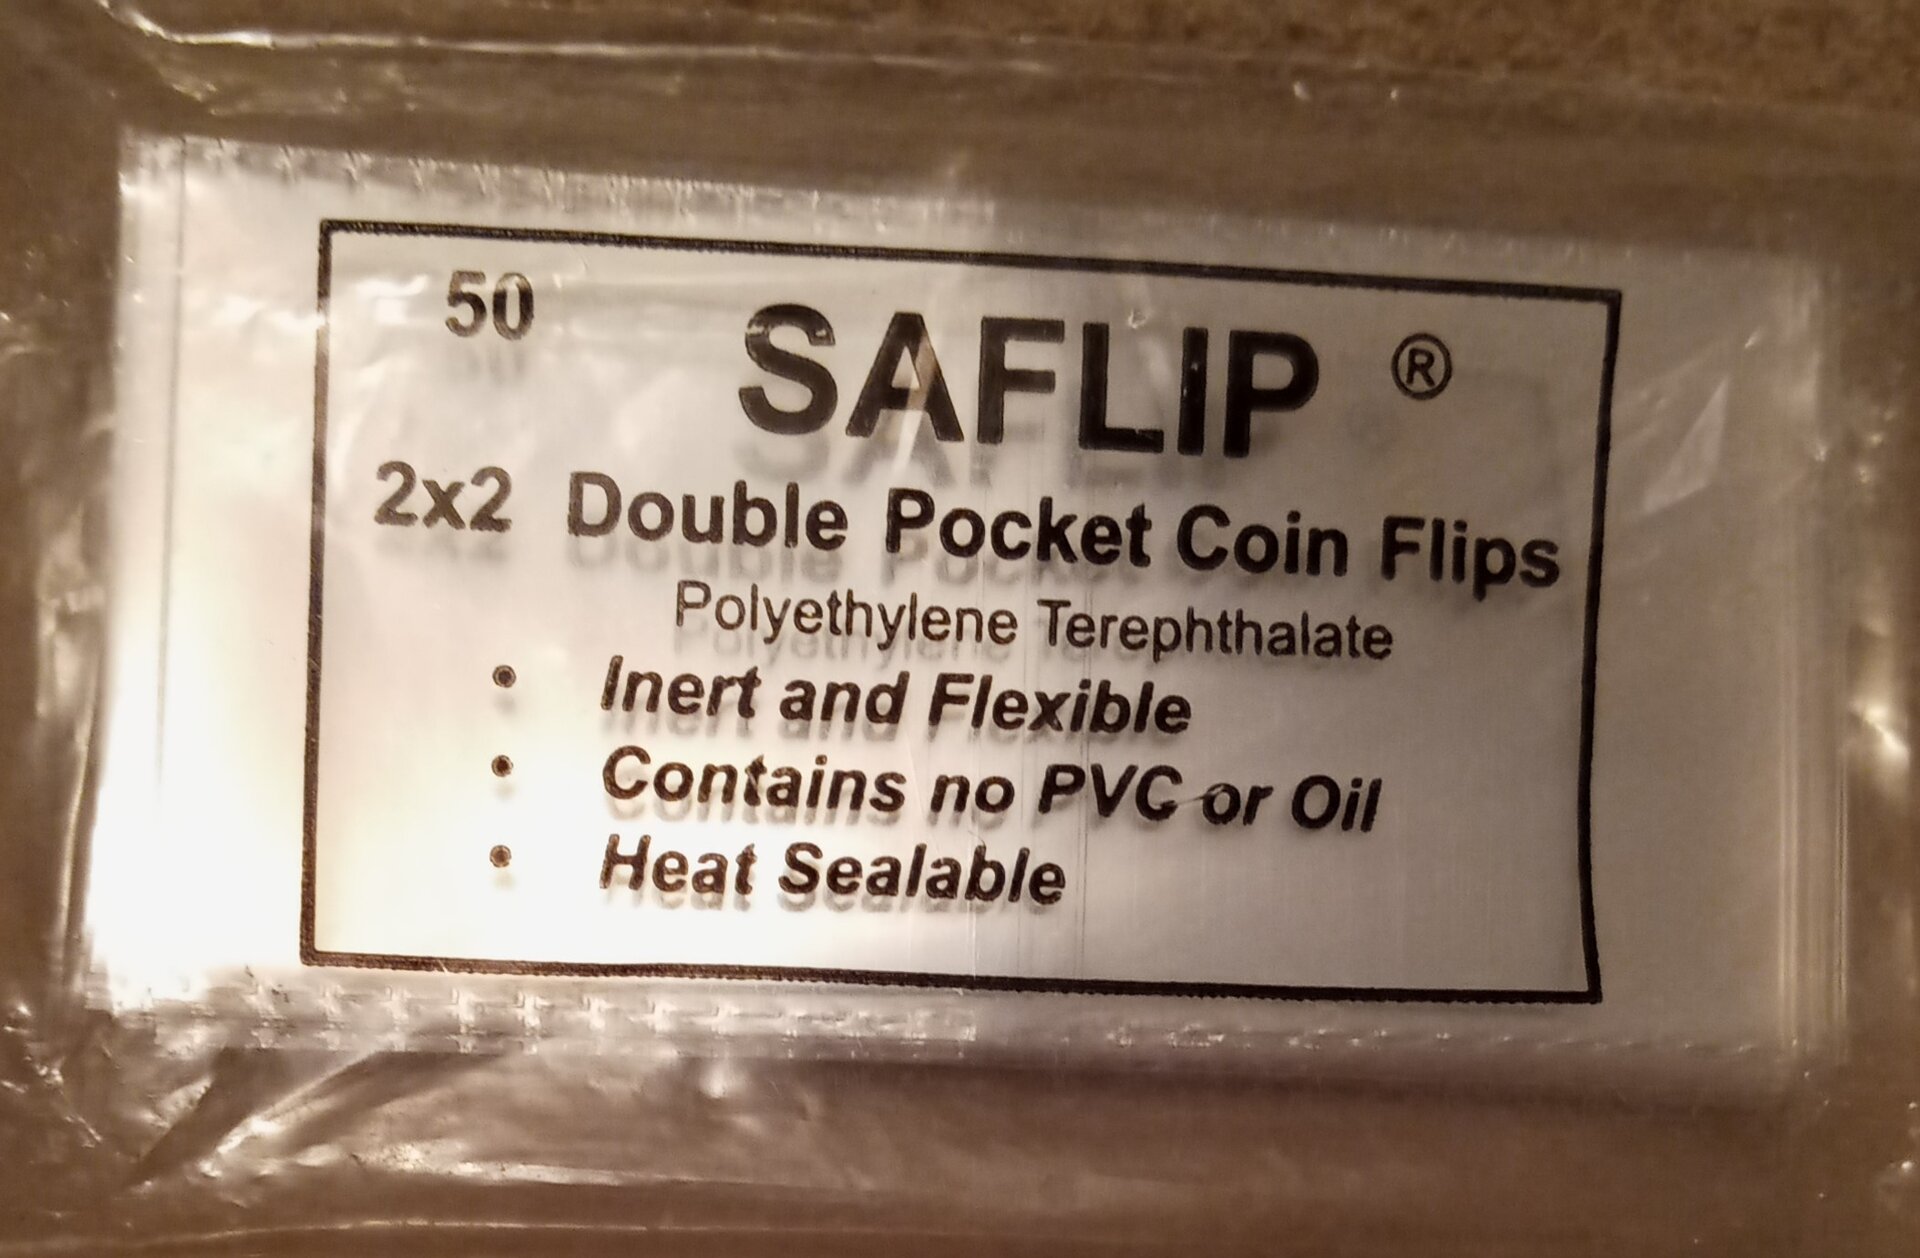 50
SAFLIP ®
2x2 Double Pocket Coin Flips
Polyethylene Terephthalate
• Inert and Flexible
• Contains no PVC or Oil
• Heat Sealable